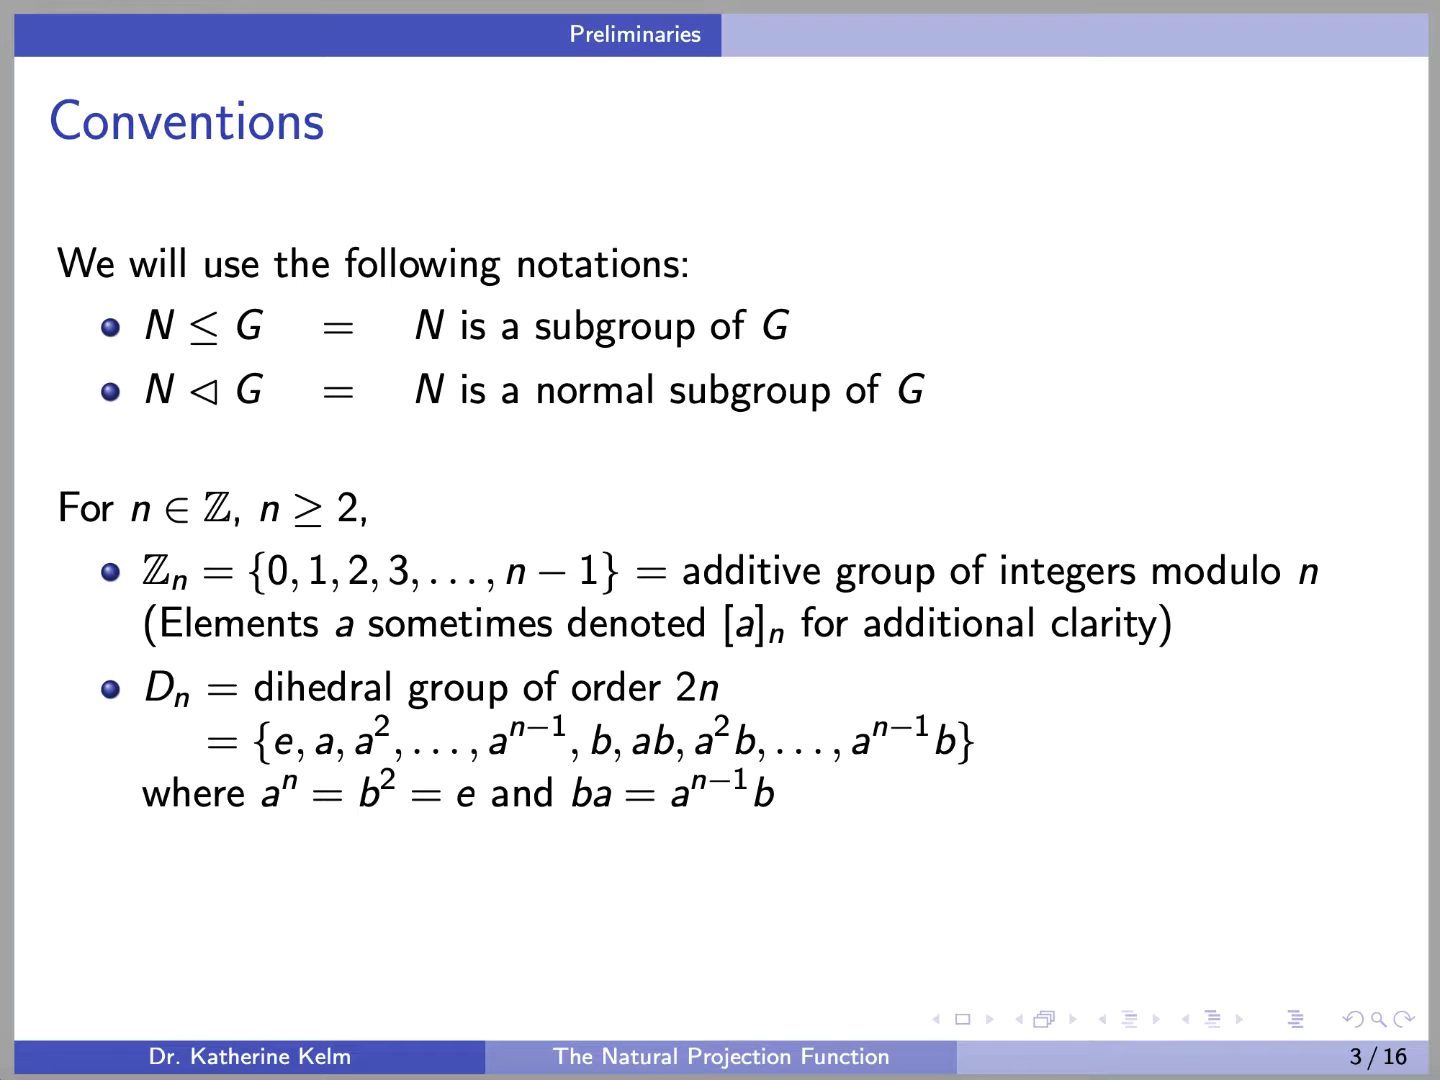 Preliminaries
Conventions
We will use the following notations:
N ≤ G = N is a subgroup of G
N ◁ G = N is a normal subgroup of G
For n ∈ ℤ, n ≥ 2,
ℤₙ = {0, 1, 2, 3, . . . , n − 1} = additive group of integers modulo n
(Elements a sometimes denoted [a]ₙ for additional clarity)
Dₙ = dihedral group of order 2n
= {e, a, a², . . . , aⁿ⁻¹, b, ab, a²b, . . . , aⁿ⁻¹b}
where aⁿ = b² = e and ba = aⁿ⁻¹b
Dr. Katherine Kelm The Natural Projection Function 3 / 16